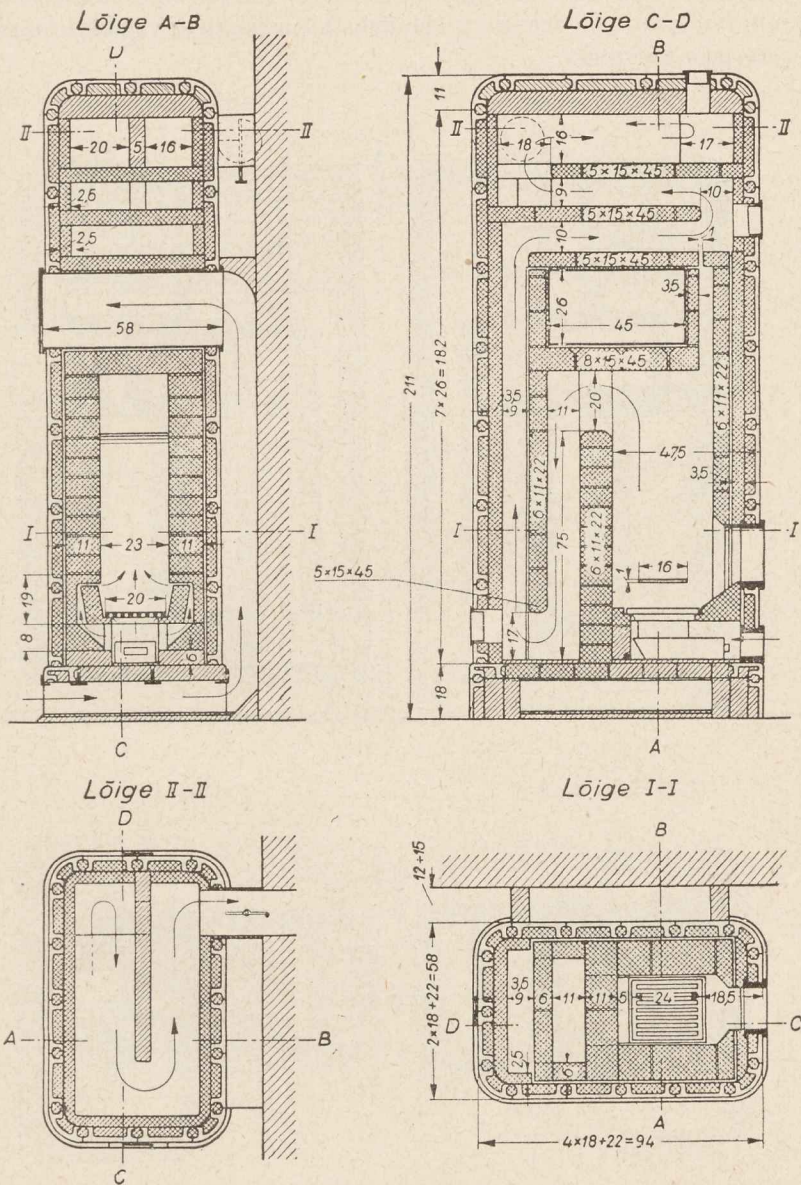 Lõige A-B
D
II
II
20
5
16
2,5
2,5
58
I
I
11
23
11
20
19
8
6
C
Lõige C-D
B
11
II
II
18
16
17
5×15×45
9
10
5×15×45
10
1
5×15×45
26
3,5
45
8×15×45
211
7×26=182
3,5
9
11
20
6×11×22
47,5
3,5
6×11×22
I
I
75
6×11×22
5×15×45
1
16
17
18
A
Lõige II-II
D
A
B
C
Lõige I-I
B
12÷15
2×18+22=58
3,5
9
6
11
11
5
24
18,5
D
C
2,5
6
A
4×18+22=94